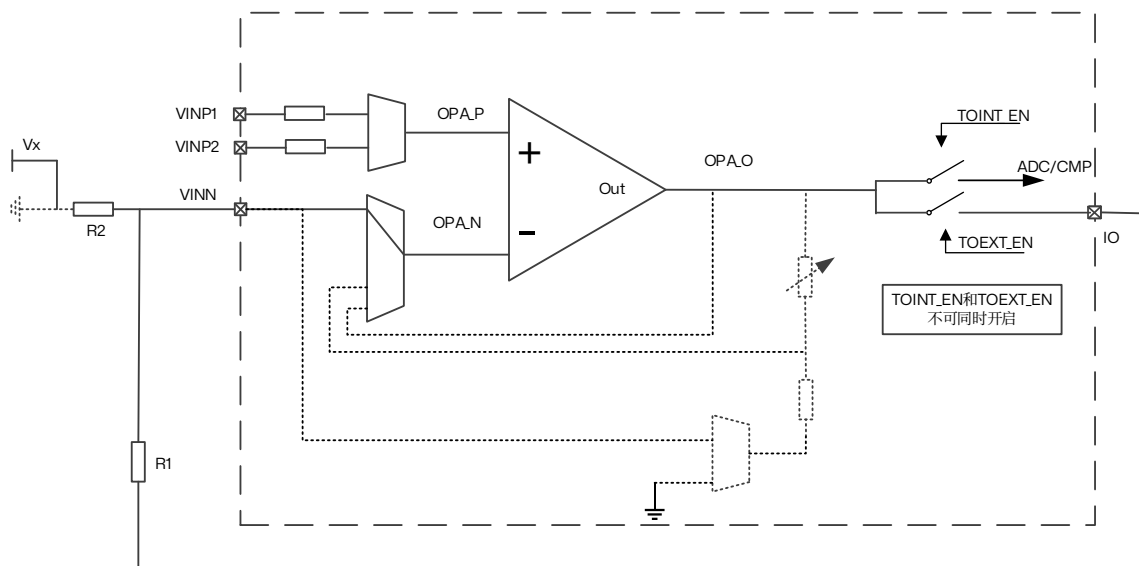 TOINT_EN
VINP1
OPA_P
VINP2
Vx
OPA_O
ADC/CMP
+
Out
VINN
R2
OPA_N
-
TOEXT_EN
IO
TOINT_EN和TOEXT_EN
不可同时开启
R1